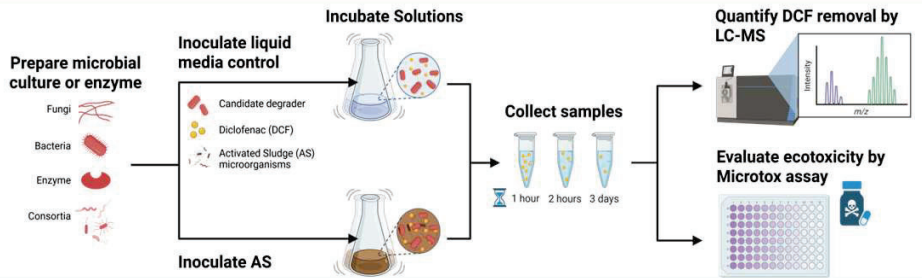 Prepare microbial
culture or enzyme
Fungi
Bacteria
Enzyme
Consortia
Inoculate liquid
media control
Candidate degrader
Diclofenac (DCF)
Activated Sludge (AS)
microorganisms
Inoculate AS
Incubate Solutions
Collect samples
1 hour
2 hours
3 days
Quantify DCF removal by
LC-MS
Intensity
m/z
Evaluate ecotoxicity by
Microtox assay